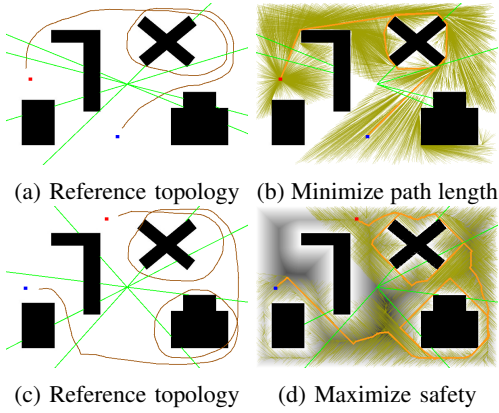 (a) Reference topology
(b) Minimize path length
(c) Reference topology
(d) Maximize safety